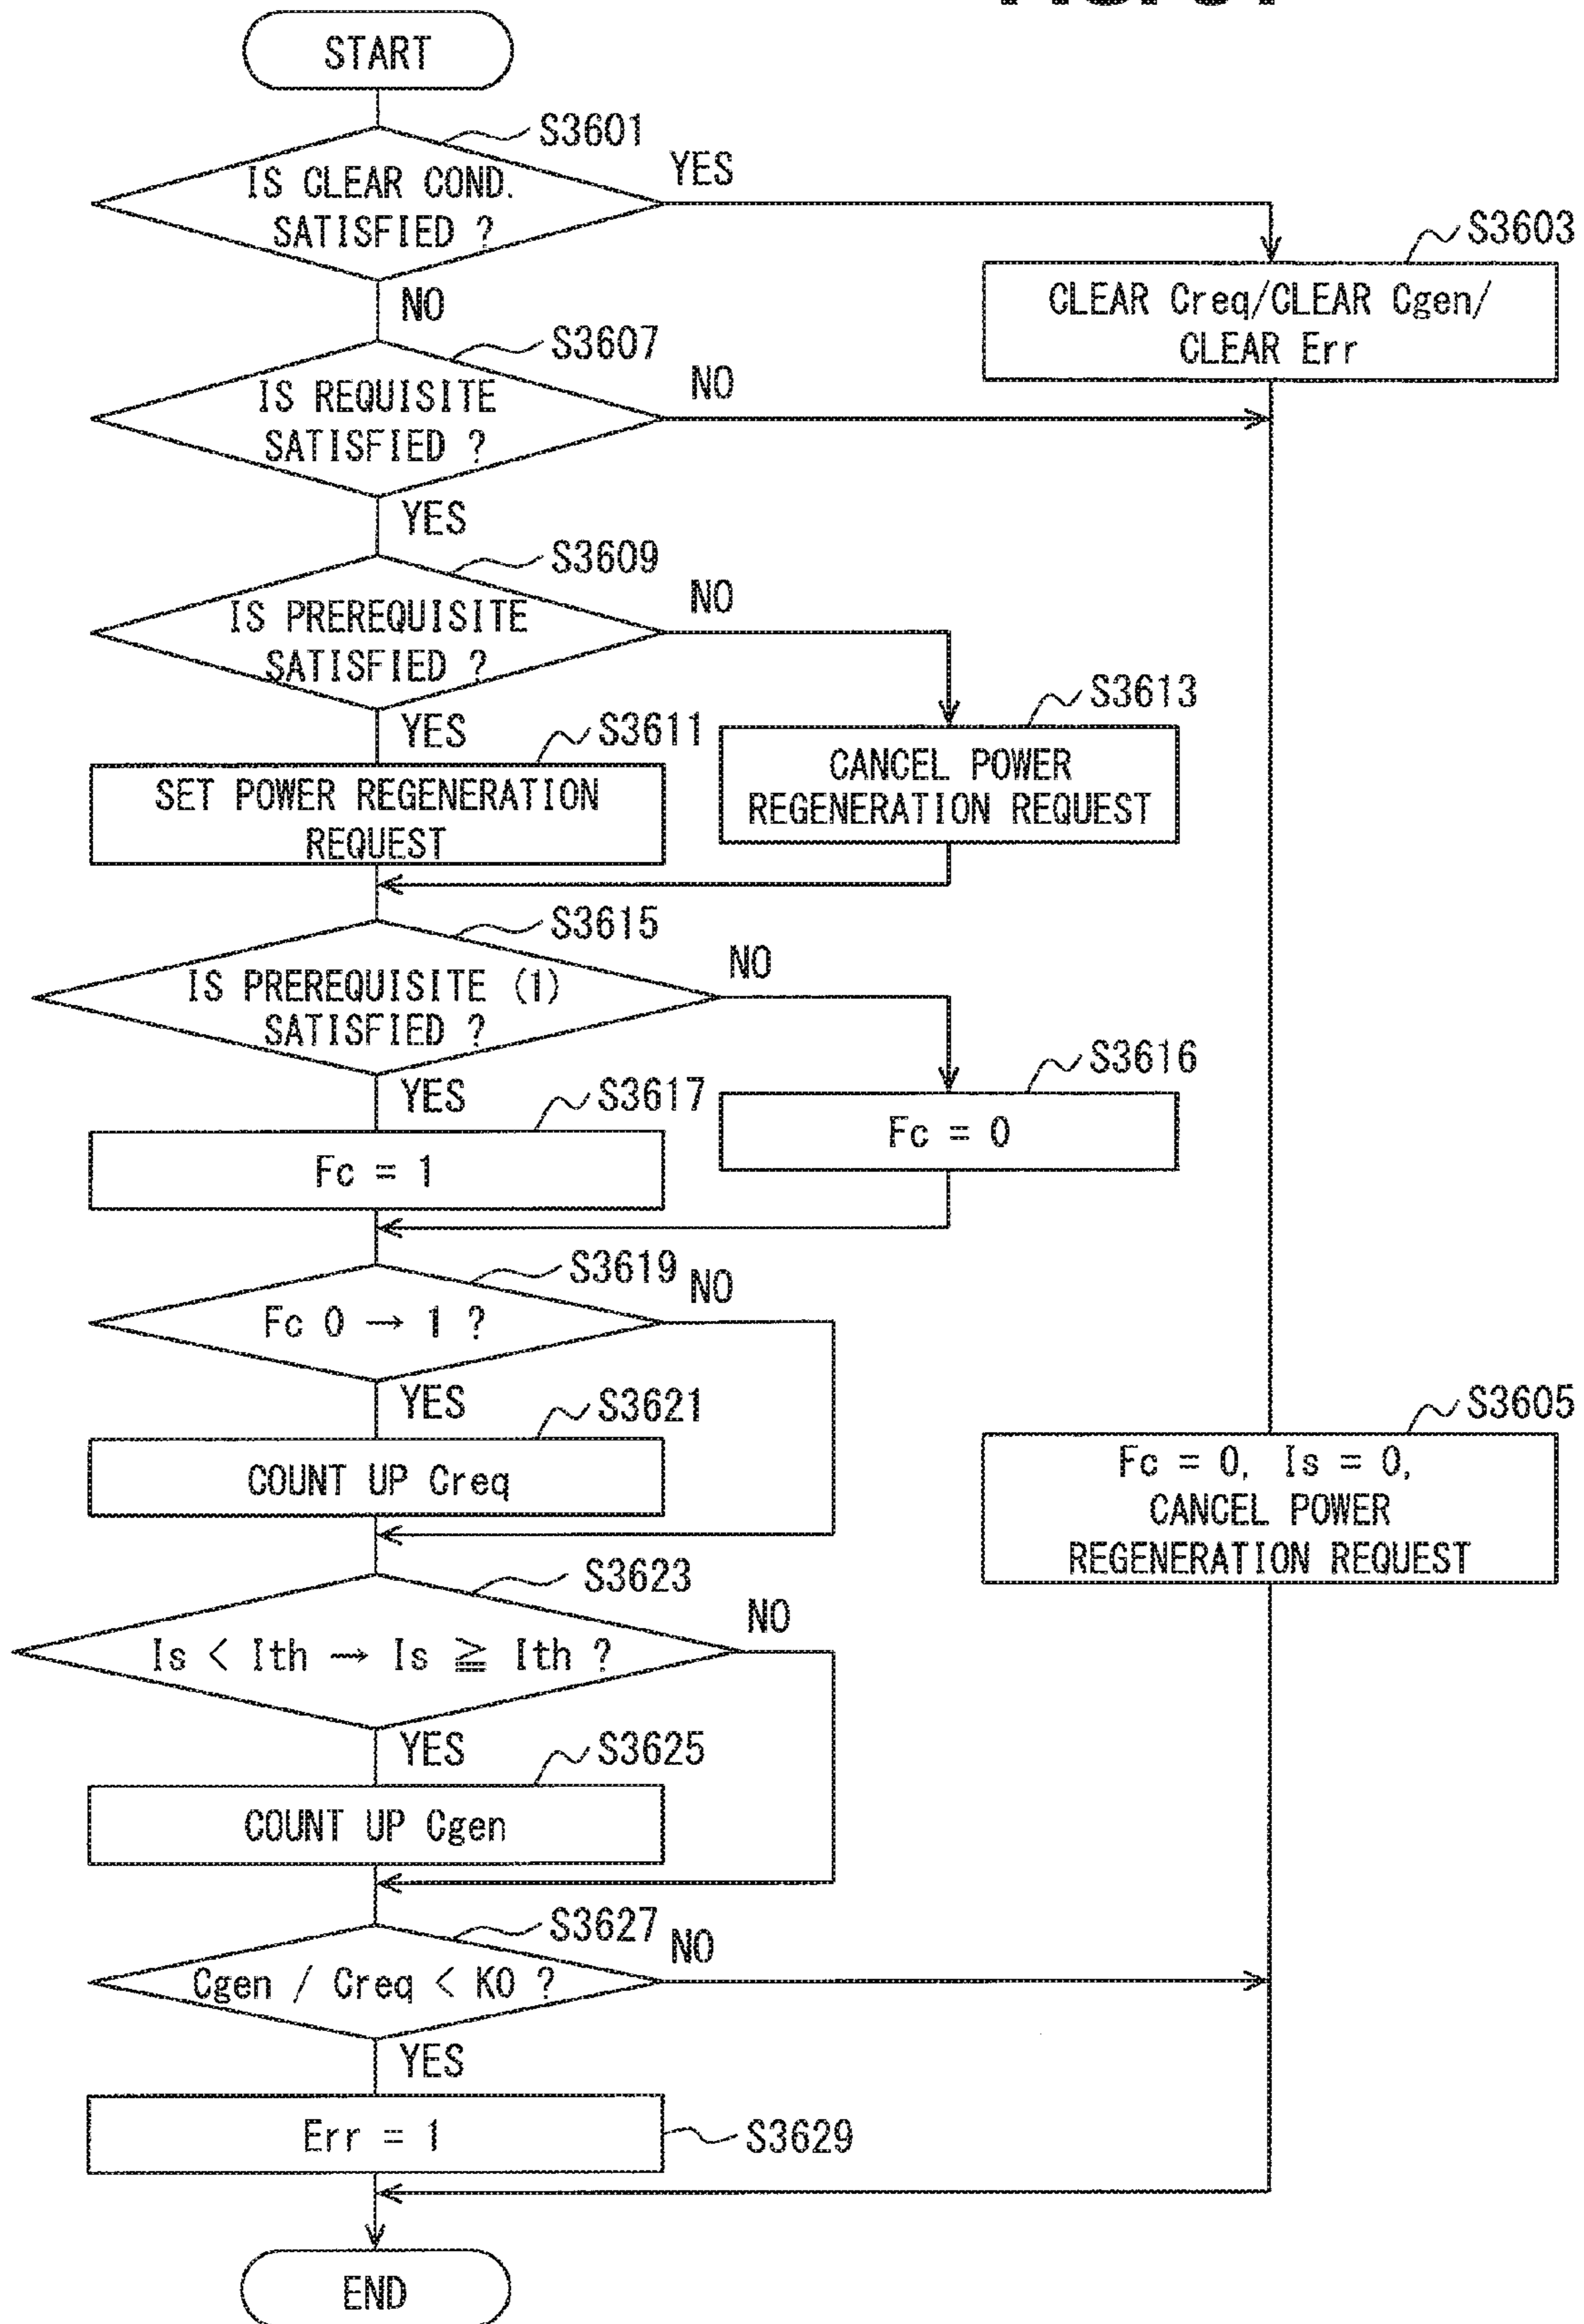 START
S3601
IS CLEAR COND.
SATISFIED ?
YES
S3603
CLEAR Creq/CLEAR Cgen/
CLEAR Err
NO
S3607
IS REQUISITE
SATISFIED ?
NO
YES
S3609
IS PREREQUISITE
SATISFIED ?
NO
YES
S3611
SET POWER REGENERATION
REQUEST
S3613
CANCEL POWER
REGENERATION REQUEST
S3615
IS PREREQUISITE (1)
SATISFIED ?
NO
YES
S3617
Fc = 1
S3616
Fc = 0
S3619
Fc 0 → 1 ?
NO
YES
S3621
COUNT UP Creq
S3605
Fc = 0, Is = 0,
CANCEL POWER
REGENERATION REQUEST
S3623
Is < Ith → Is ≧ Ith ?
NO
YES
S3625
COUNT UP Cgen
S3627
Cgen / Creq < K0 ?
NO
YES
Err = 1
S3629
END